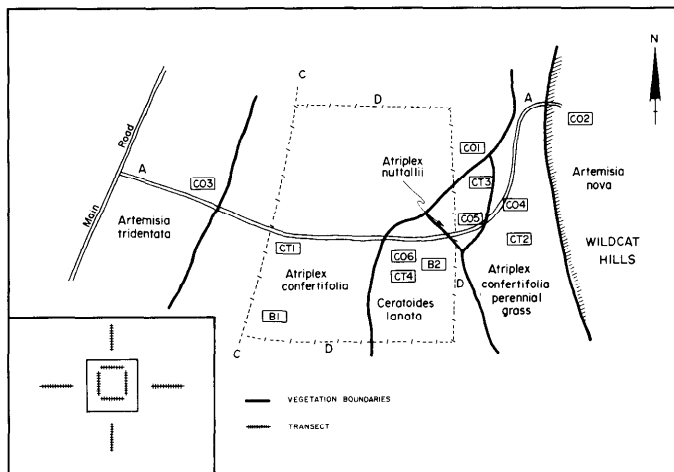 N
C
D
A
CO2
Road
Main
A
CO3
Artemisia
tridentata
Atriplex
nuttallii
CO1
CT3
CO5
CO4
CT2
Artemisia
nova
WILDCAT
HILLS
CT1
Atriplex
confertifolia
B1
C
D
CO6
CT4
B2
D
Ceratoides
lanata
Atriplex
confertifolia
perennial
grass
VEGETATION BOUNDARIES
TRANSECT